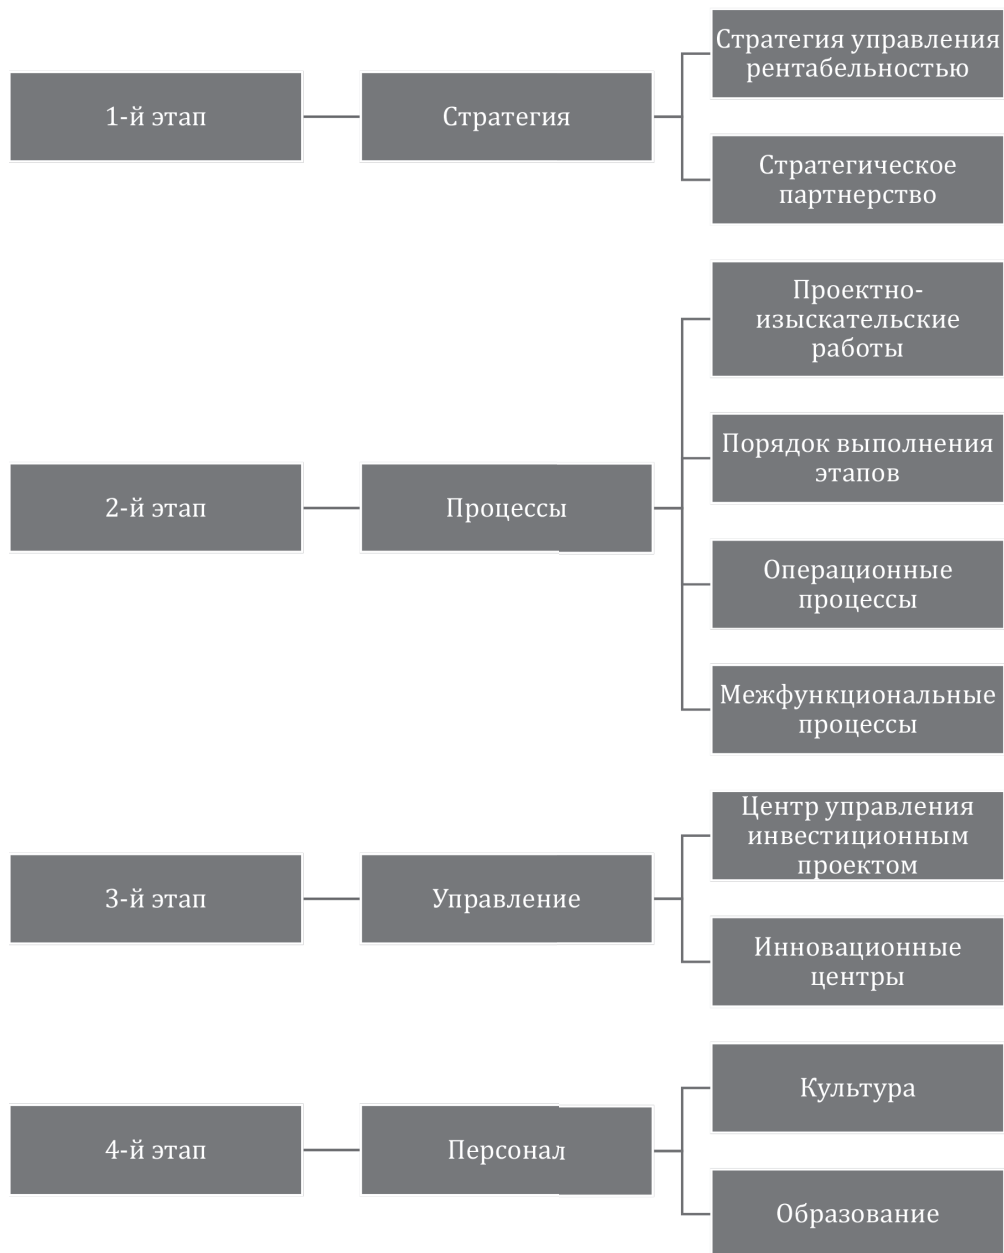 1-й этап
Стратегия
Стратегия управления
рентабельностью
Стратегическое
партнерство
2-й этап
Процессы
Проектно-
изыскательские
работы
Порядок выполнения
этапов
Операционные
процессы
Межфункциональные
процессы
3-й этап
Управление
Центр управления
инвестиционным
проектом
Инновационные
центры
4-й этап
Персонал
Культура
Образование